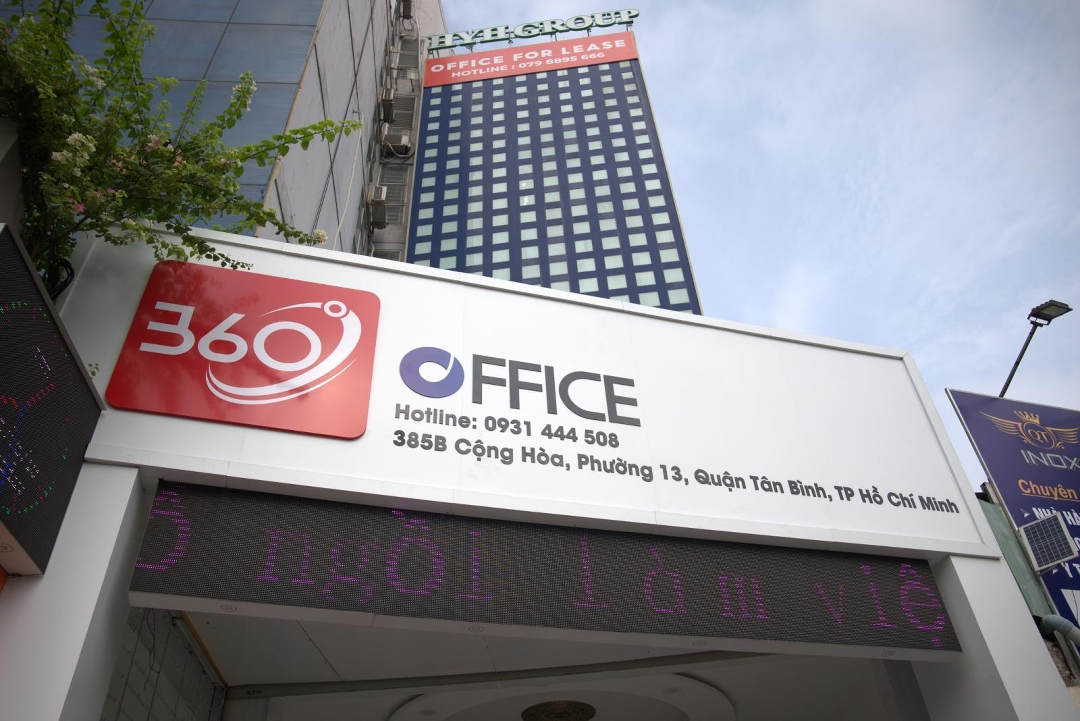 HYH GROUP
OFFICE FOR LEASE
HOTLINE : 079 8895 666
360
OFFICE
Hotline: 0931 444 508
385B Cộng Hòa, Phường 13, Quận Tân Bình, TP Hồ Chí Minh
ngồi làm việ
INOX
Chuyên